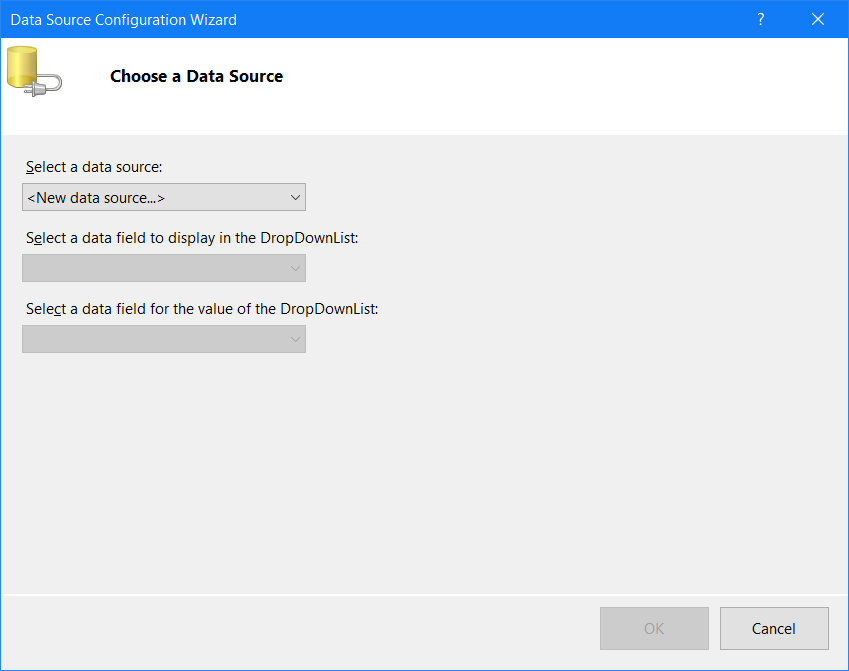 Data Source Configuration Wizard
?
Choose a Data Source
Select a data source:
<New data source...>
Select a data field to display in the DropDownList:
Select a data field for the value of the DropDownList:
OK
Cancel